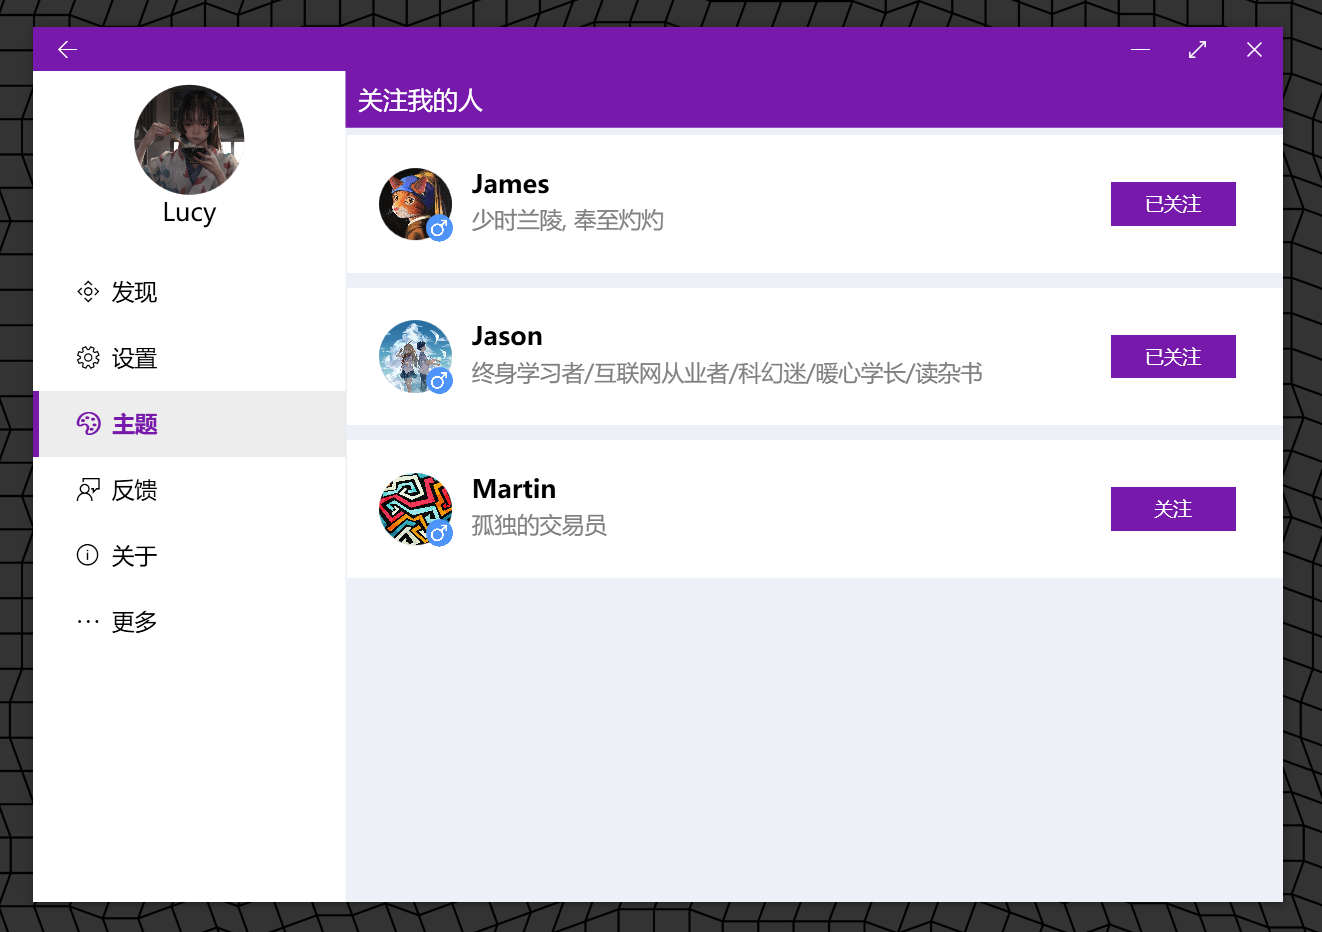 关注我的人
Lucy
发现
设置
主题
反馈
关于
更多
James
少时兰陵, 奉至灼灼
已关注
Jason
终身学习者/互联网从业者/科幻迷/暖心学长/读杂书
已关注
Martin
孤独的交易员
关注